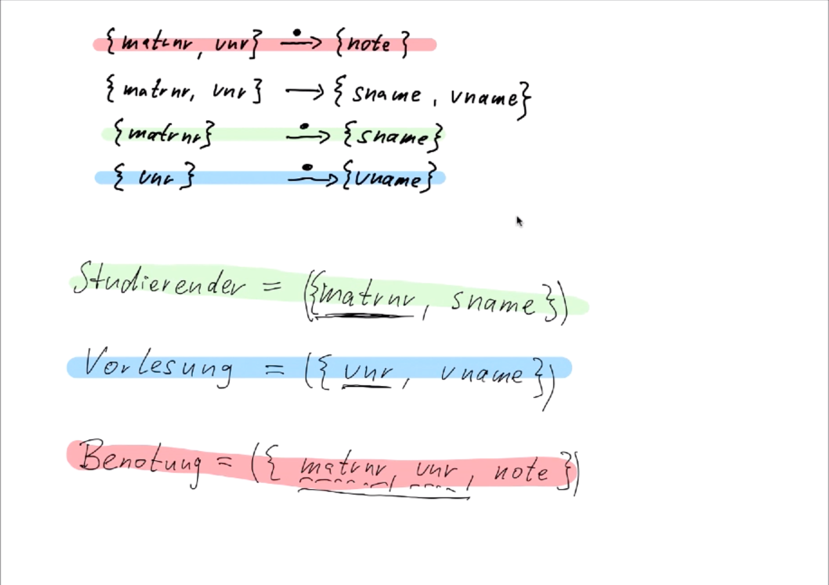 {matrnr, vnr} →• {note}
{matrnr, vnr} → {sname, vname}
{matrnr} →• {sname}
{vnr} →• {vname}
Studierender = ({matrnr, sname})
Vorlesung = ({vnr, vname})
Benotung = ({matrnr, vnr, note})